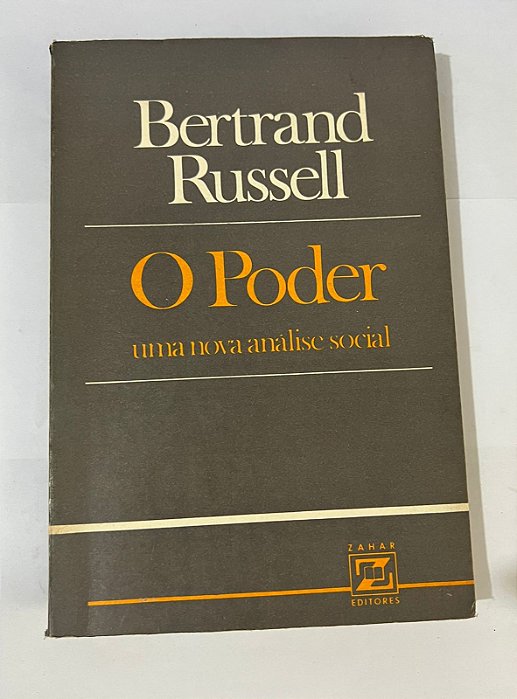 Bertrand
Russell
O Poder
uma nova análise social
ZAHAR
EDITORES